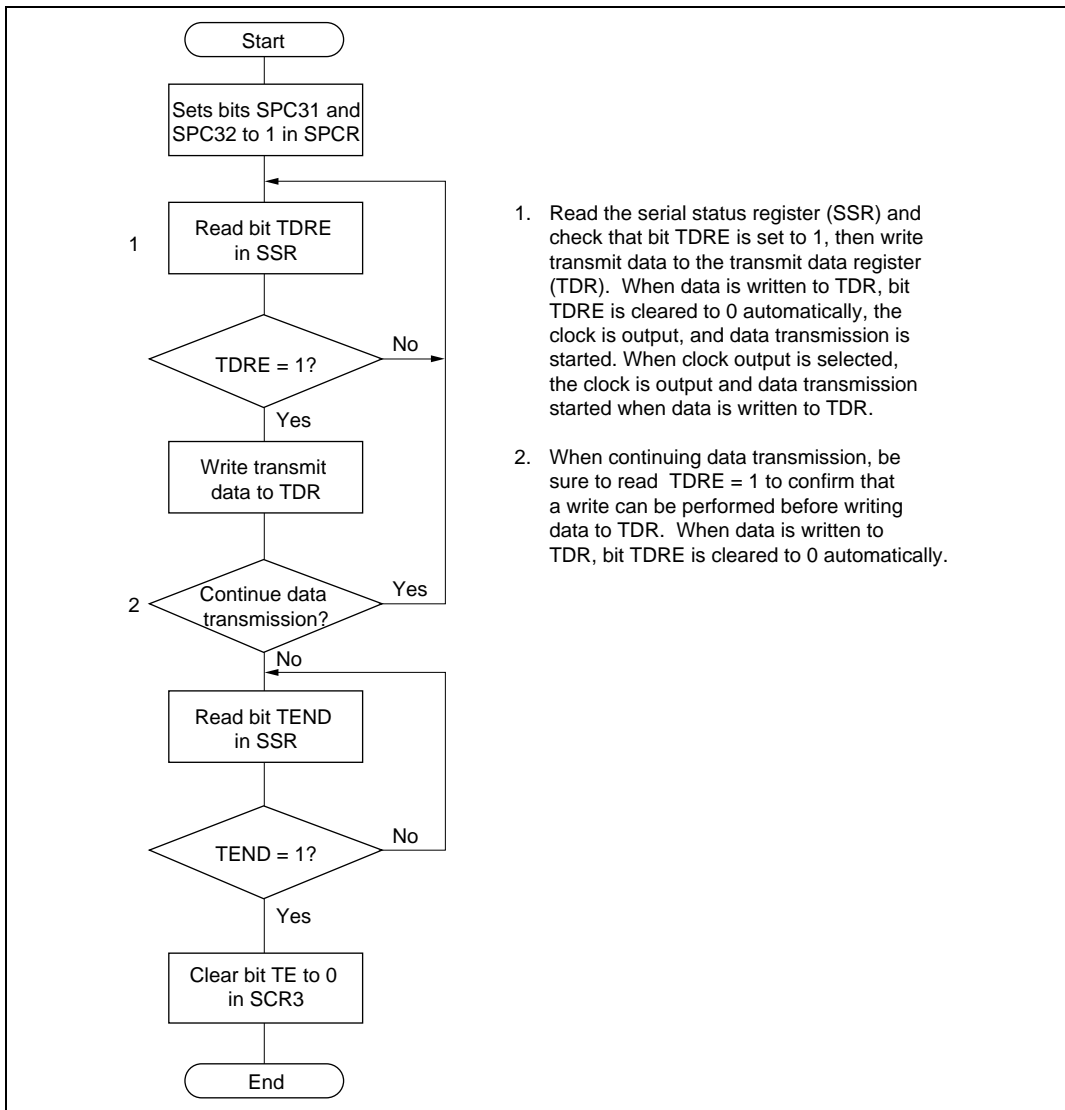 Start
Sets bits SPC31 and
SPC32 to 1 in SPCR
1
Read bit TDRE
in SSR
TDRE = 1?
No
Yes
Write transmit
data to TDR
2
Continue data
transmission?
Yes
No
Read bit TEND
in SSR
TEND = 1?
No
Yes
Clear bit TE to 0
in SCR3
End
1. Read the serial status register (SSR) and
check that bit TDRE is set to 1, then write
transmit data to the transmit data register
(TDR). When data is written to TDR, bit
TDRE is cleared to 0 automatically, the
clock is output, and data transmission is
started. When clock output is selected,
the clock is output and data transmission
started when data is written to TDR.
2. When continuing data transmission, be
sure to read TDRE = 1 to confirm that
a write can be performed before writing
data to TDR. When data is written to
TDR, bit TDRE is cleared to 0 automatically.